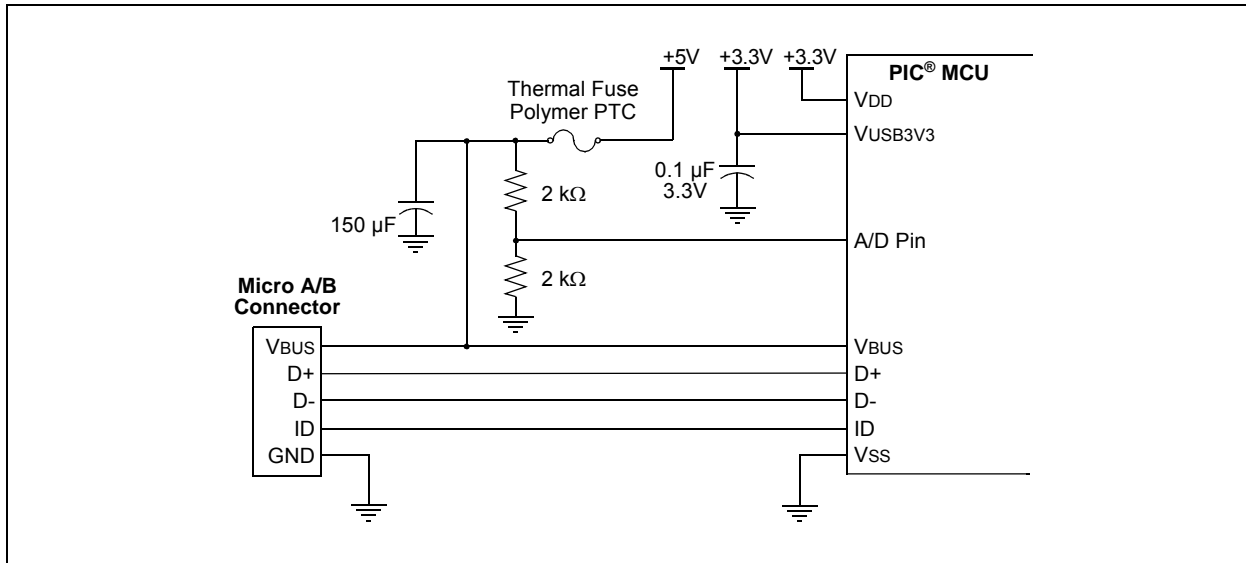 +5V
+3.3V
+3.3V
PIC® MCU
Thermal Fuse
Polymer PTC
VDD
VUSB3V3
0.1 µF
3.3V
2 kΩ
150 µF
A/D Pin
2 kΩ
Micro A/B
Connector
VBUS
D+
D-
ID
GND
VBUS
D+
D-
ID
VSS